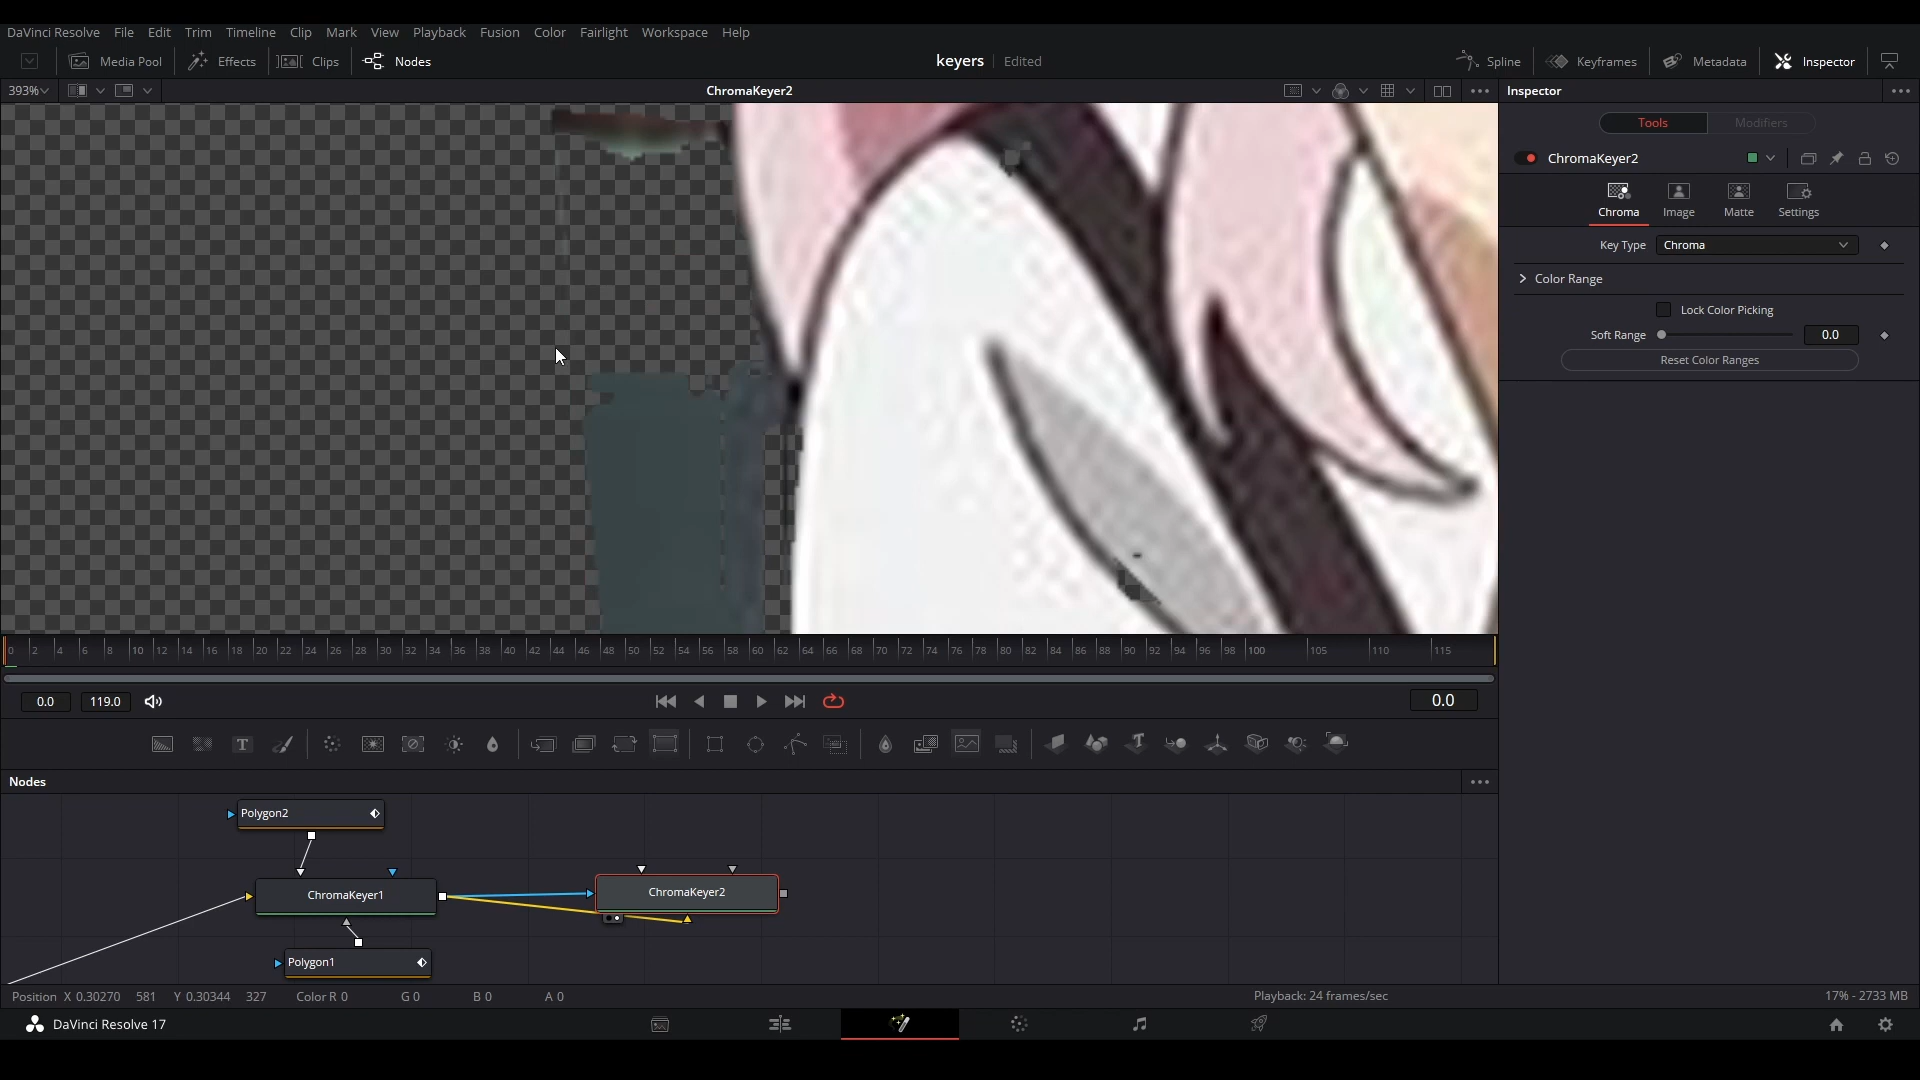 DaVinci Resolve File Edit Trim Timeline Clip Mark View Playback Fusion Color Fairlight Workspace Help
Media Pool Effects Clips Nodes keyers Edited Spline Keyframes Metadata Inspector
393% ChromaKeyer2 Inspector
Tools Modifiers
ChromaKeyer2
Chroma Image Matte Settings
Key Type Chroma
Color Range
Lock Color Picking
Soft Range 0.0
Reset Color Ranges
0 2 4 6 8 10 12 14 16 18 20 22 24 26 28 30 32 34 36 38 40 42 44 46 48 50 52 54 56 58 60 62 64 66 68 70 72 74 76 78 80 82 84 86 88 90 92 94 96 98 100 105 110 115
0.0 119.0 0.0
Nodes
Polygon2
ChromaKeyer1 ChromaKeyer2
Polygon1
Position X 0.30270 581 Y 0.30344 327 Color R 0 G 0 B 0 A 0 Playback: 24 frames/sec 17% - 2733 MB
DaVinci Resolve 17